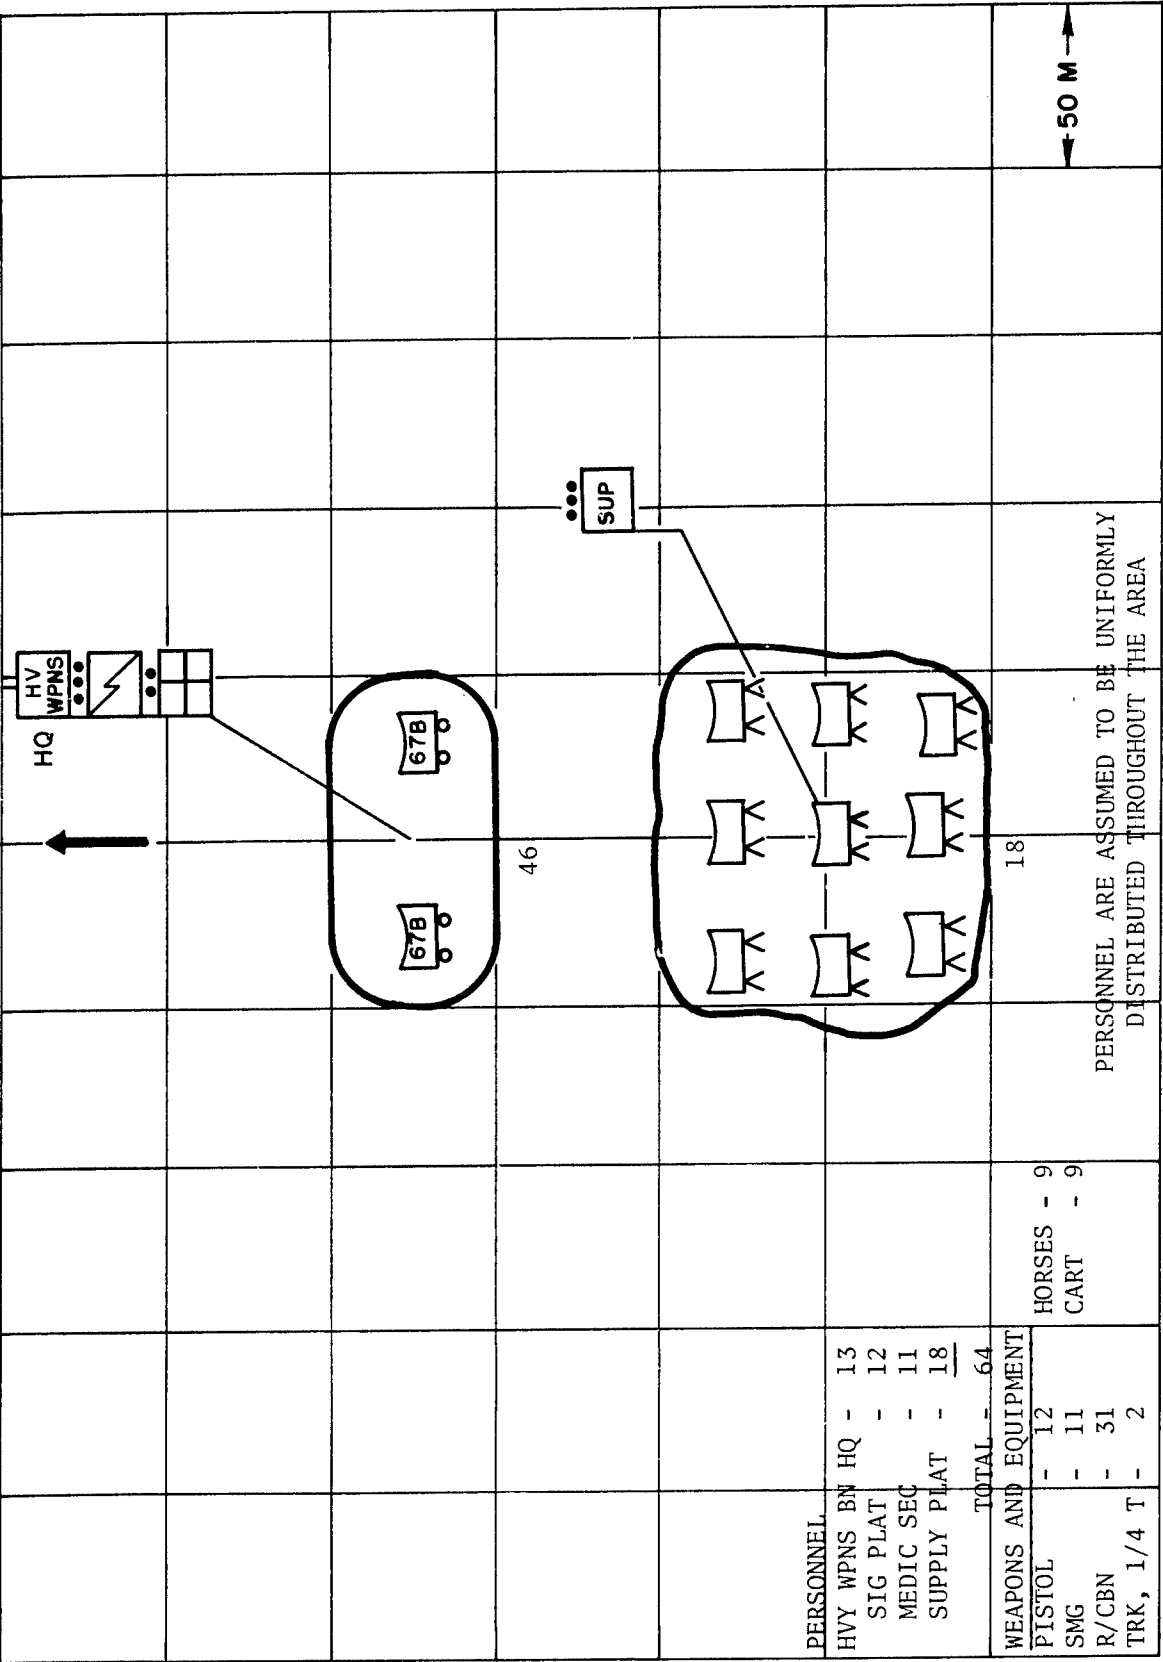 HQ
HV
WPNS
67B
67B
46
SUP
18
50 M
PERSONNEL ARE ASSUMED TO BE UNIFORMLY
DISTRIBUTED THROUGHOUT THE AREA
PERSONNEL
HVY WPNS BN HQ - 13
SIG PLAT - 12
MEDIC SEC - 11
SUPPLY PLAT - 18
TOTAL - 64
WEAPONS AND EQUIPMENT
PISTOL - 12
SMG - 11
R/CBN - 31
TRK, 1/4 T - 2
HORSES - 9
CART - 9